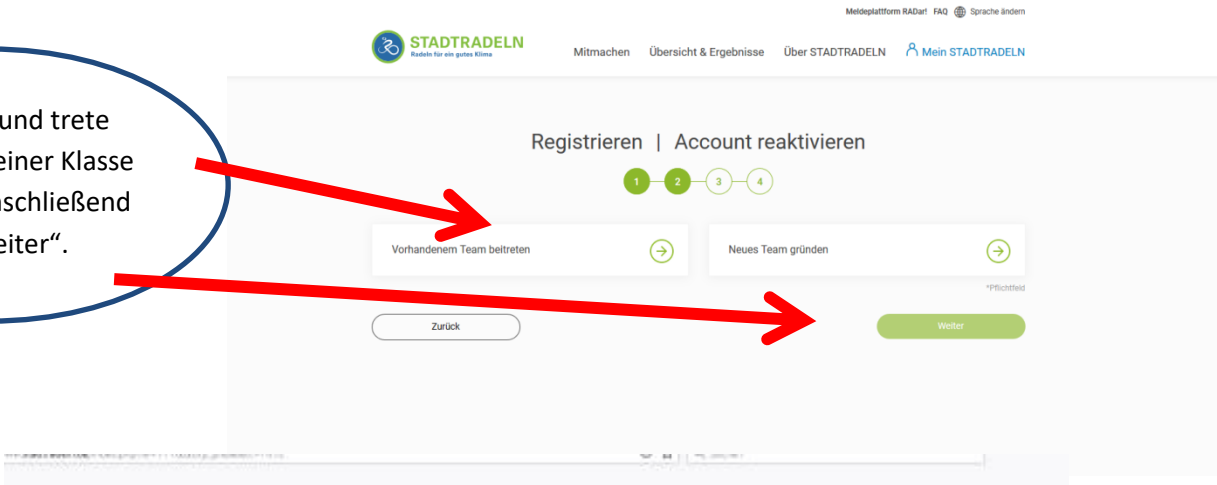 Meldeplattform RADar! FAQ Sprache ändern
STADTRADELN
Radeln für ein gutes Klima
Mitmachen Übersicht & Ergebnisse Über STADTRADELN Mein STADTRADELN
und trete
einer Klasse
schließend
eiter“.
Registrieren | Account reaktivieren
1 2 3 4
Vorhandenem Team beitreten
Neues Team gründen
*Pflichtfeld
Zurück
Weiter